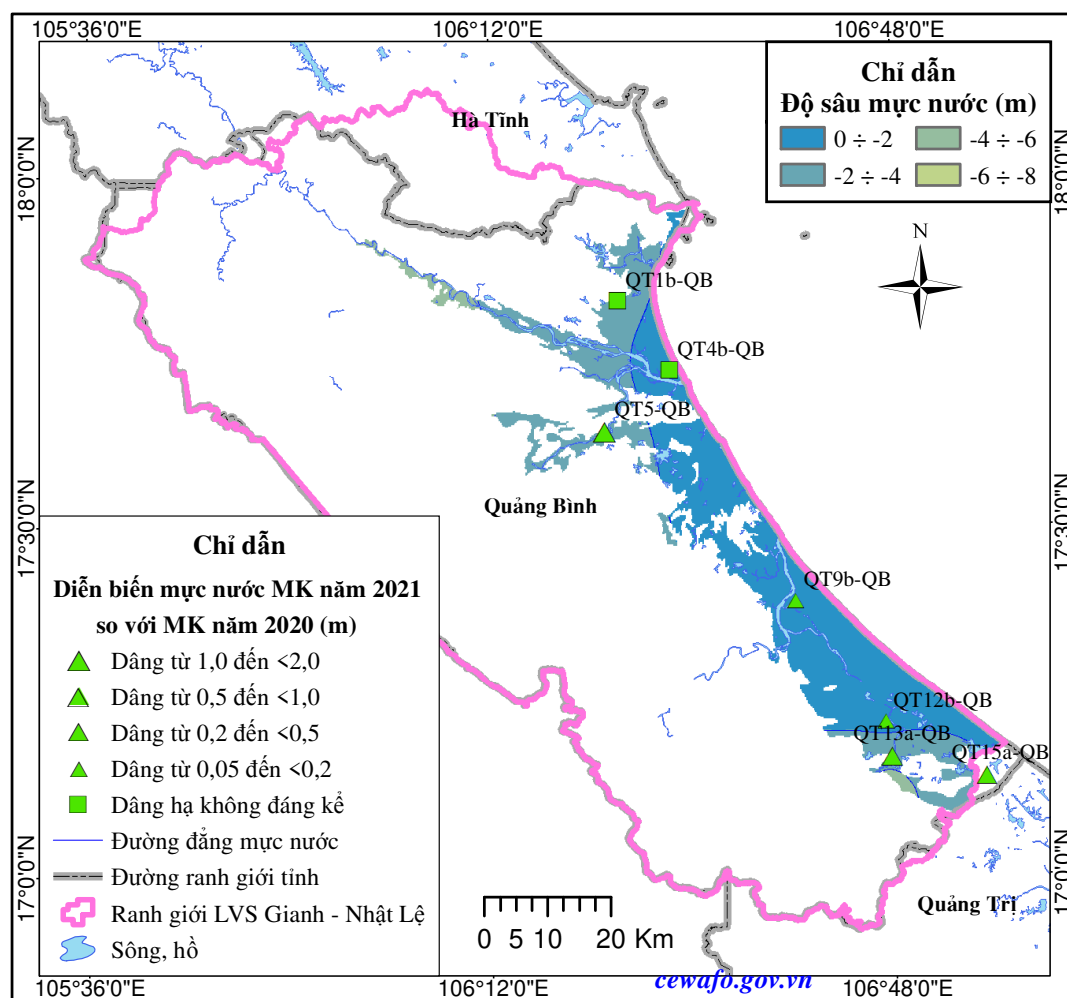 105°36'0"E
106°12'0"E
106°48'0"E
Chỉ dẫn
Độ sâu mực nước (m)
0 ÷ -2
-4 ÷ -6
-2 ÷ -4
-6 ÷ -8
Hà Tĩnh
18°0'0"N
18°0'0"N
N
QT1b-QB
QT4b-QB
QT5-QB
Quảng Bình
17°30'0"N
17°30'0"N
QT9b-QB
QT12b-QB
QT13a-QB
QT15a-QB
Chỉ dẫn
Diễn biến mực nước MK năm 2021
so với MK năm 2020 (m)
Dâng từ 1,0 đến <2,0
Dâng từ 0,5 đến <1,0
Dâng từ 0,2 đến <0,5
Dâng từ 0,05 đến <0,2
Dâng hạ không đáng kể
Đường đẳng mực nước
Đường ranh giới tỉnh
Ranh giới LVS Gianh - Nhật Lệ
Sông, hồ
17°0'0"N
17°0'0"N
Quảng Trị
0 5 10 20 Km
cewafo.gov.vn
105°36'0"E
106°12'0"E
106°48'0"E